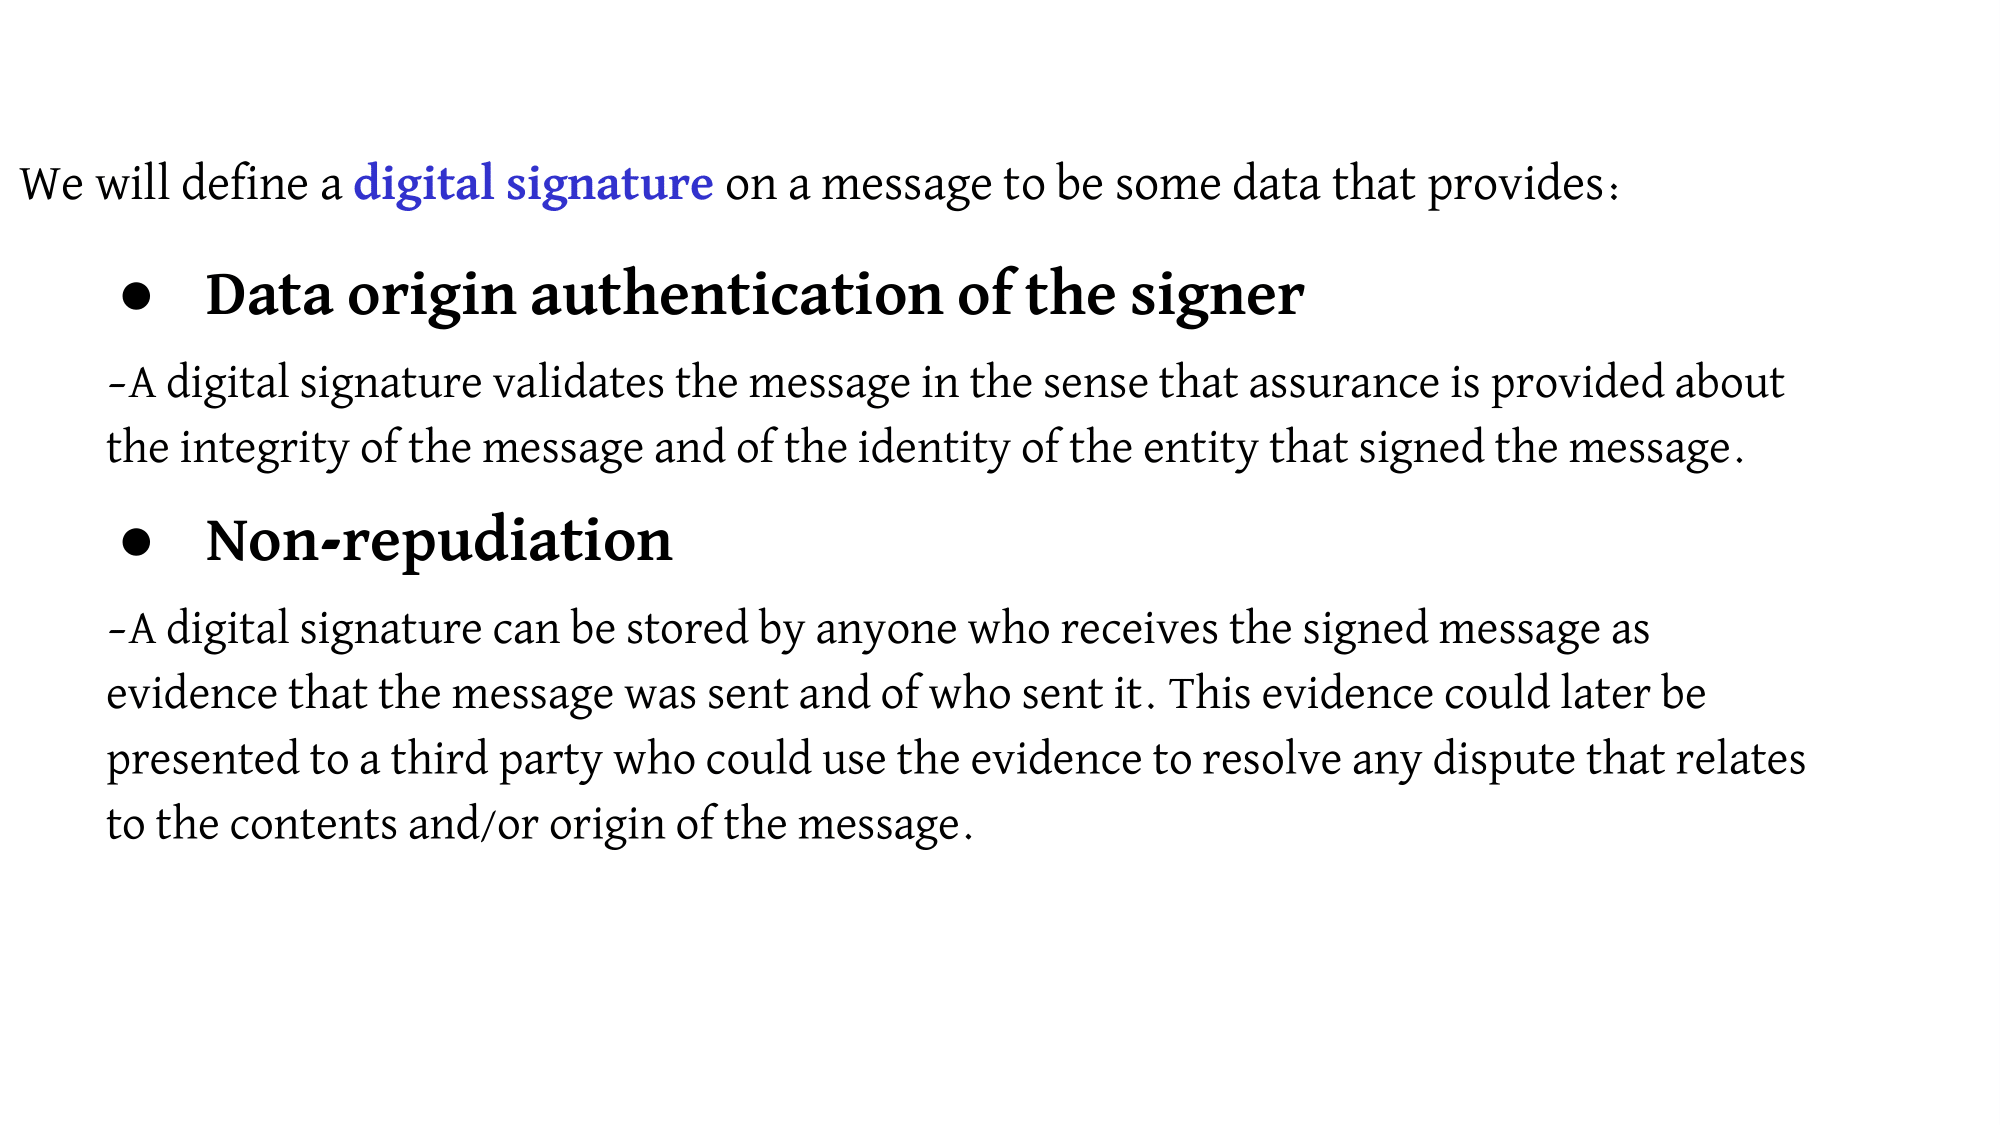 We will define a digital signature on a message to be some data that provides:
● Data origin authentication of the signer
–A digital signature validates the message in the sense that assurance is provided about
the integrity of the message and of the identity of the entity that signed the message.
● Non-repudiation
–A digital signature can be stored by anyone who receives the signed message as
evidence that the message was sent and of who sent it. This evidence could later be
presented to a third party who could use the evidence to resolve any dispute that relates
to the contents and/or origin of the message.